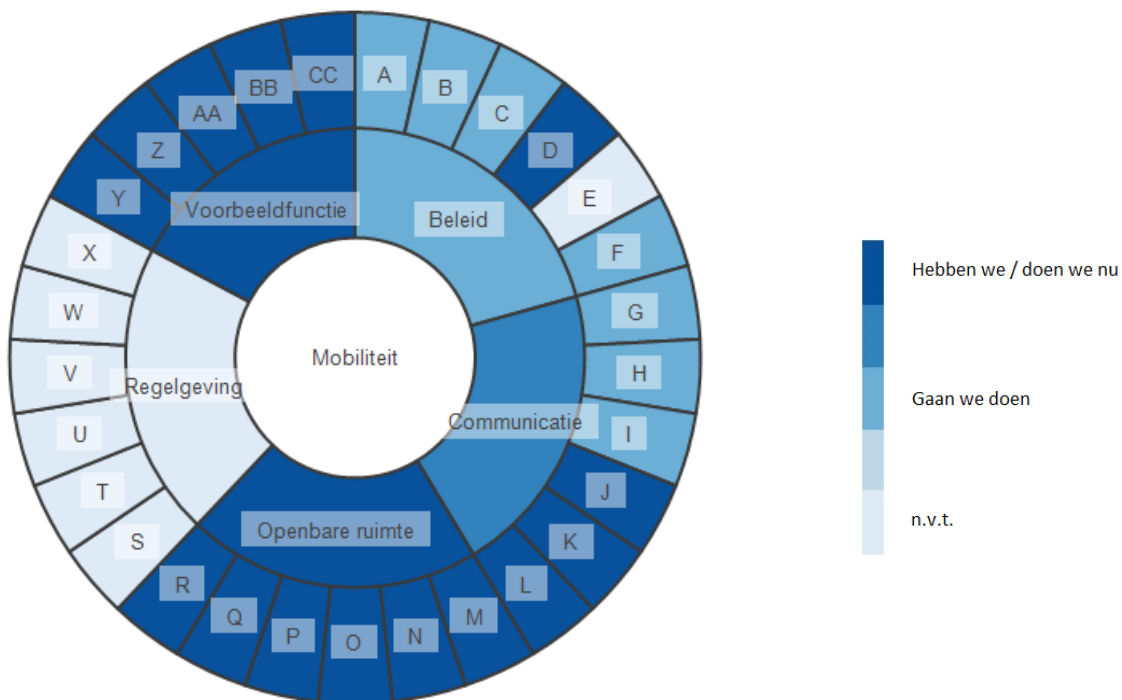 A
B
C
D
E
F
G
H
I
J
K
L
M
N
O
P
Q
R
S
T
U
V
W
X
Y
Z
AA
BB
CC
Beleid
Communicatie
Openbare ruimte
Regelgeving
Voorbeeldfunctie
Mobiliteit
Hebben we / doen we nu
Gaan we doen
n.v.t.